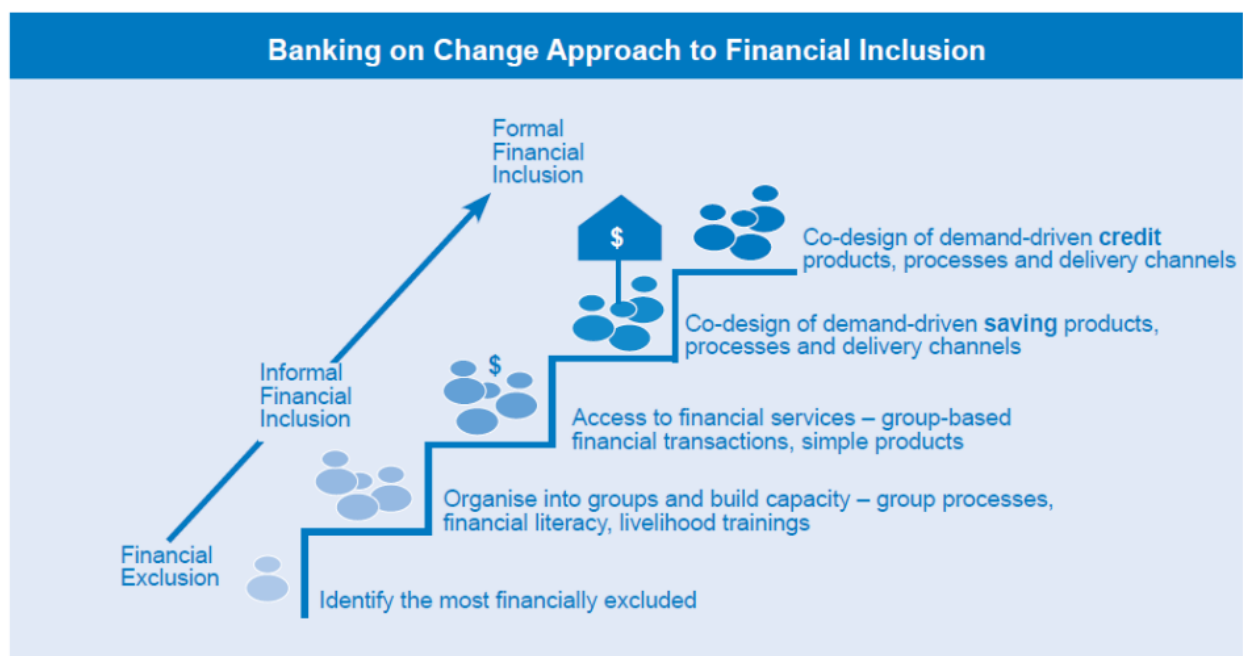 Banking on Change Approach to Financial Inclusion
Formal
Financial
Inclusion
$
Co-design of demand-driven credit
products, processes and delivery channels
Co-design of demand-driven saving products,
processes and delivery channels
Informal
Financial
Inclusion
$
Access to financial services – group-based
financial transactions, simple products
Organise into groups and build capacity – group processes,
financial literacy, livelihood trainings
Financial
Exclusion
Identify the most financially excluded